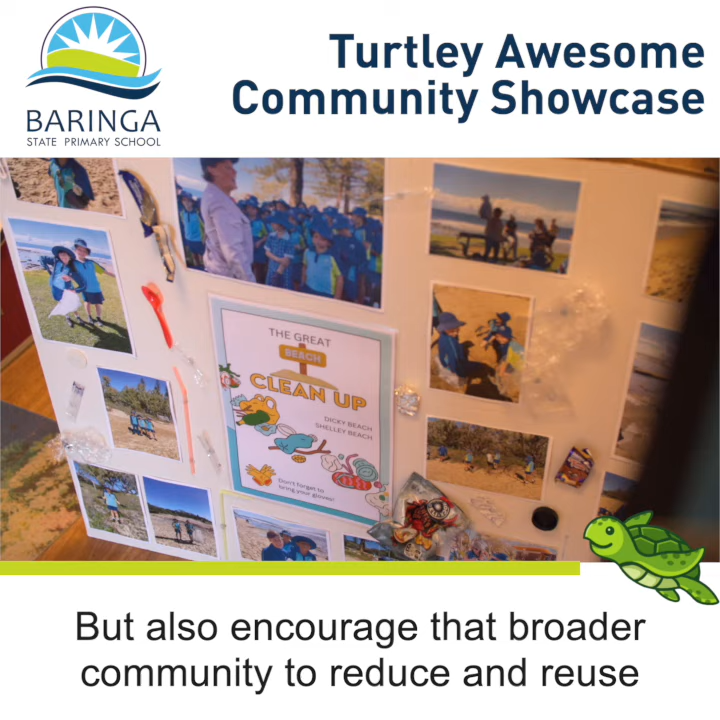 BARINGA
STATE PRIMARY SCHOOL
Turtley Awesome
Community Showcase
THE GREAT
BEACH
CLEAN UP
DICKY BEACH
SHELLEY BEACH
Don't forget to
bring your gloves!
But also encourage that broader
community to reduce and reuse